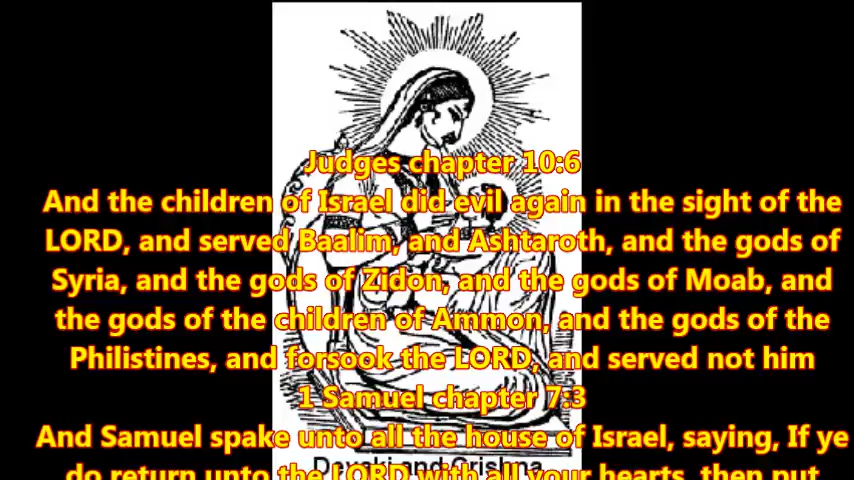 Judges chapter 10:6
And the children of Israel did evil again in the sight of the
LORD, and served Baalim, and Ashtaroth, and the gods of
Syria, and the gods of Zidon, and the gods of Moab, and
the gods of the children of Ammon, and the gods of the
Philistines, and forsook the LORD, and served not him
1 Samuel chapter 7:3
And Samuel spake unto all the house of Israel, saying, If ye
do return unto the LORD with all your hearts, then put
Devaki and Crishna